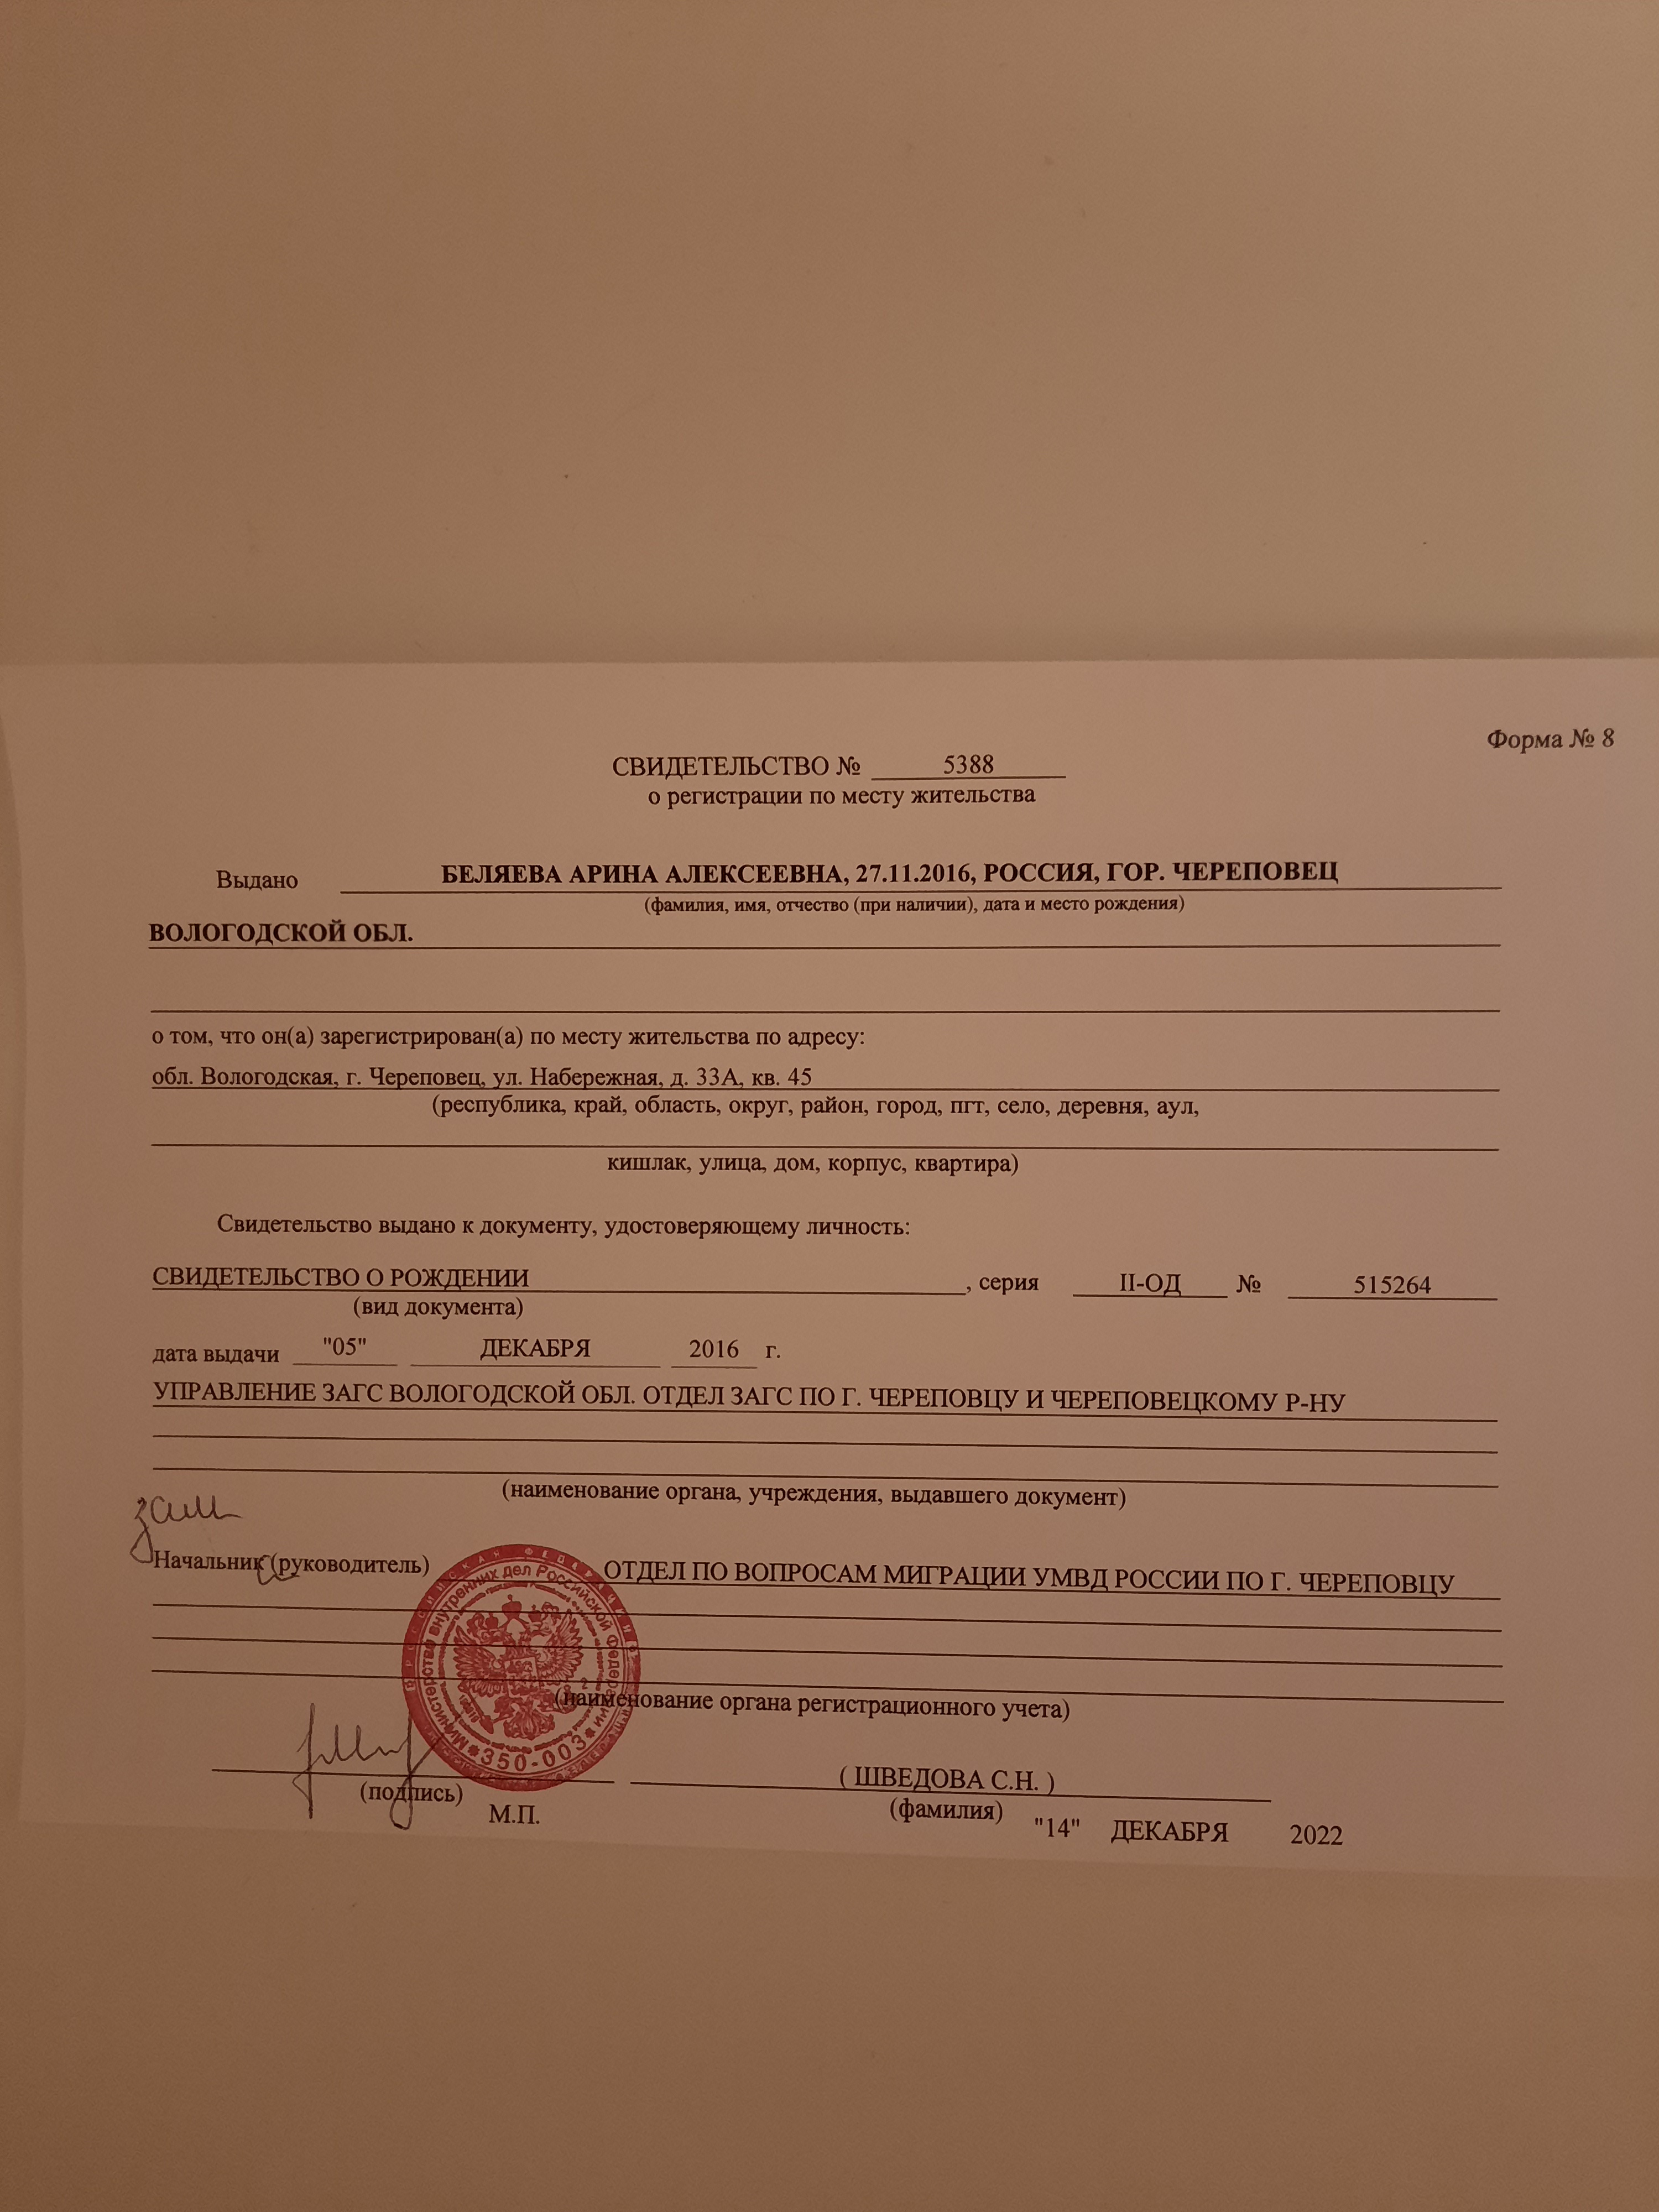 Форма № 8
СВИДЕТЕЛЬСТВО № 5388
о регистрации по месту жительства
Выдано БЕЛЯЕВА АРИНА АЛЕКСЕЕВНА, 27.11.2016, РОССИЯ, ГОР. ЧЕРЕПОВЕЦ
(фамилия, имя, отчество (при наличии), дата и место рождения)
ВОЛОГОДСКОЙ ОБЛ.
о том, что он(а) зарегистрирован(а) по месту жительства по адресу:
обл. Вологодская, г. Череповец, ул. Набережная, д. 33А, кв. 45
(республика, край, область, округ, район, город, пгт, село, деревня, аул,
кишлак, улица, дом, корпус, квартира)
Свидетельство выдано к документу, удостоверяющему личность:
СВИДЕТЕЛЬСТВО О РОЖДЕНИИ, серия II-ОД № 515264
(вид документа)
дата выдачи "05" ДЕКАБРЯ 2016 г.
УПРАВЛЕНИЕ ЗАГС ВОЛОГОДСКОЙ ОБЛ. ОТДЕЛ ЗАГС ПО Г. ЧЕРЕПОВЦУ И ЧЕРЕПОВЕЦКОМУ Р-НУ
(наименование органа, учреждения, выдавшего документ)
зам
Начальник (руководитель) ОТДЕЛ ПО ВОПРОСАМ МИГРАЦИИ УМВД РОССИИ ПО Г. ЧЕРЕПОВЦУ
Министерство внутренних дел Российской Федерации
350-003
(наименование органа регистрационного учета)
( ШВЕДОВА С.Н. )
(подпись) (фамилия)
М.П. "14" ДЕКАБРЯ 2022